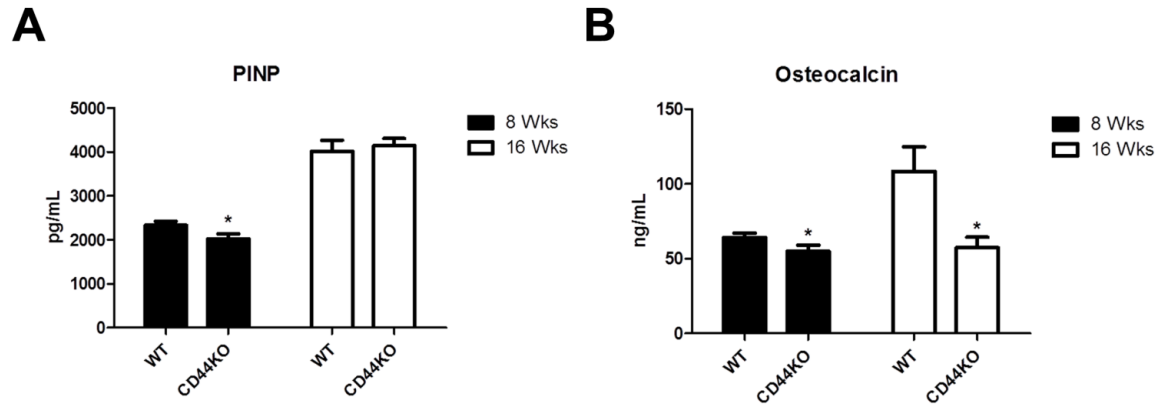 A
PINP
5000
4000
3000
2000
1000
0
pg/mL
*
WT
CD44KO
WT
CD44KO
8 Wks
16 Wks
B
Osteocalcin
150
100
50
0
ng/mL
*
*
WT
CD44KO
WT
CD44KO
8 Wks
16 Wks